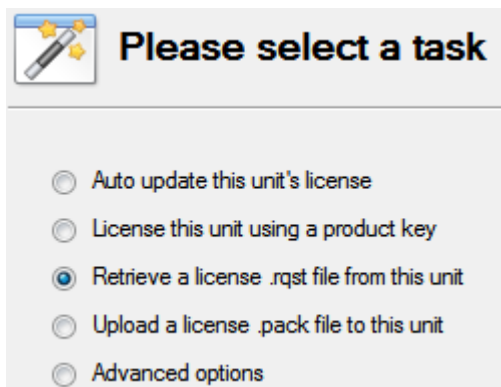 Please select a task
Auto update this unit's license
License this unit using a product key
Retrieve a license .rqst file from this unit
Upload a license .pack file to this unit
Advanced options